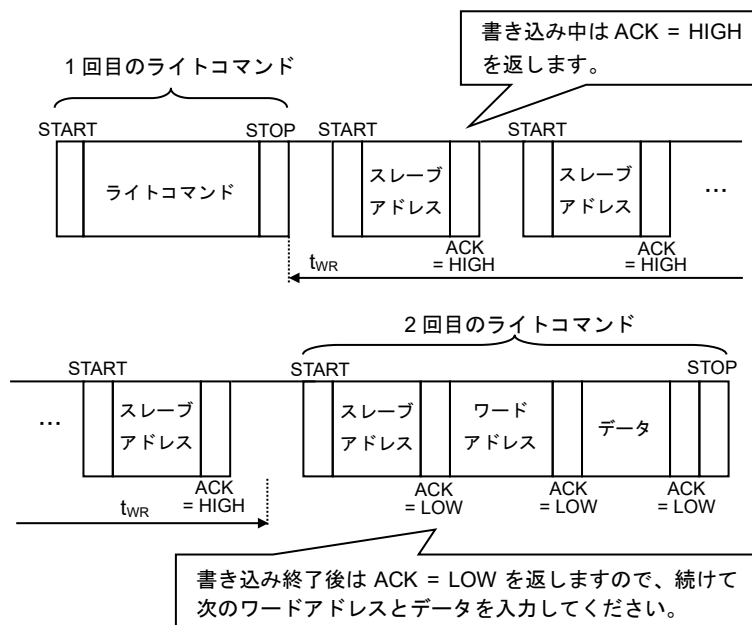 書き込み中は ACK = HIGH
を返します。
1 回目のライトコマンド
START
STOP
START
START
ライトコマンド
スレーブ
アドレス
スレーブ
アドレス
…
ACK
= HIGH
ACK
= HIGH
tWR
2 回目のライトコマンド
START
START
STOP
…
スレーブ
アドレス
スレーブ
アドレス
ワード
アドレス
データ
ACK
= HIGH
ACK
= LOW
ACK
= LOW
ACK
= LOW
tWR
書き込み終了後は ACK = LOW を返しますので、続けて
次のワードアドレスとデータを入力してください。